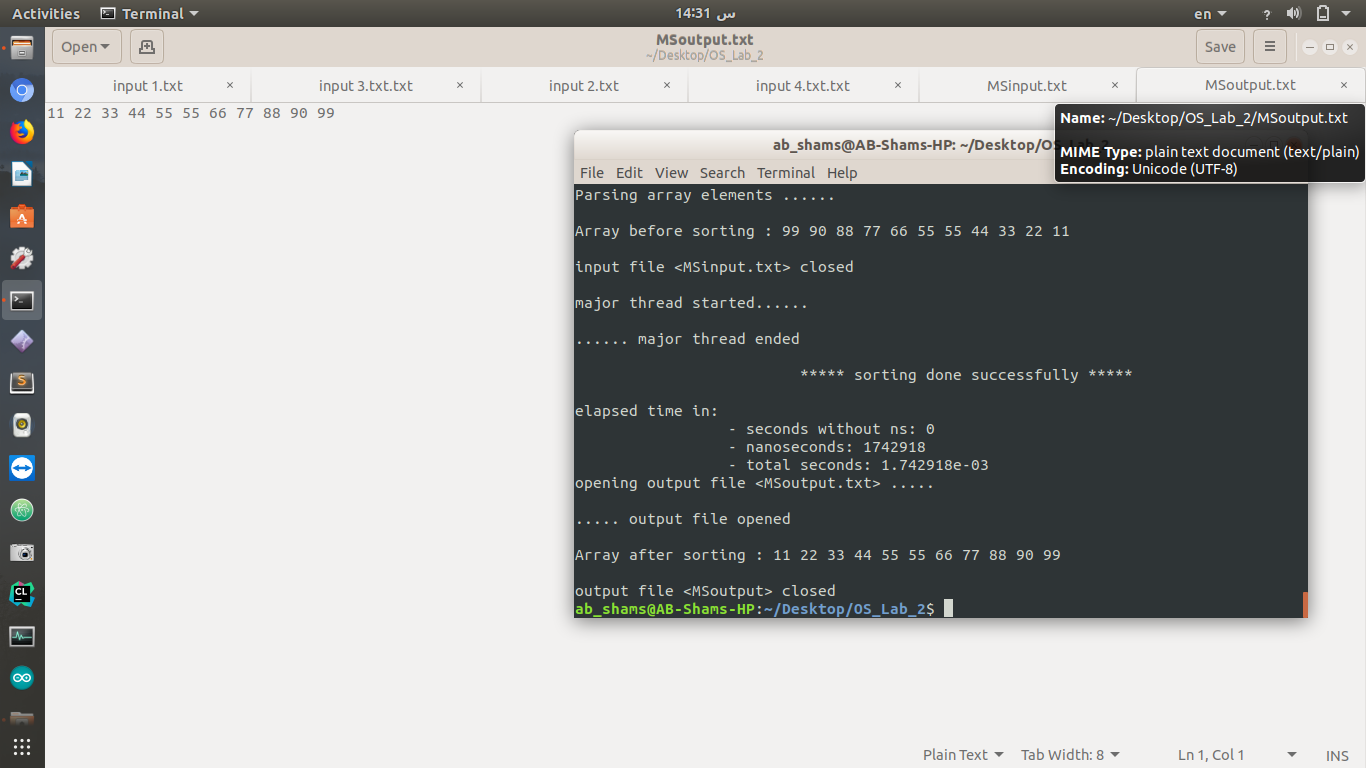 Activities Terminal 14:31 س en ?
Open MSoutput.txt Save
~/Desktop/OS_Lab_2
input 1.txt × input 3.txt.txt × input 2.txt × input 4.txt.txt × MSinput.txt × MSoutput.txt ×
11 22 33 44 55 55 66 77 88 90 99
Name: ~/Desktop/OS_Lab_2/MSoutput.txt
MIME Type: plain text document (text/plain)
Encoding: Unicode (UTF-8)
ab_shams@AB-Shams-HP: ~/Desktop/OS
File Edit View Search Terminal Help
Parsing array elements ......
Array before sorting : 99 90 88 77 66 55 55 44 33 22 11
input file <MSinput.txt> closed
major thread started......
...... major thread ended
***** sorting done successfully *****
elapsed time in:
- seconds without ns: 0
- nanoseconds: 1742918
- total seconds: 1.742918e-03
opening output file <MSoutput.txt> .....
..... output file opened
Array after sorting : 11 22 33 44 55 55 66 77 88 90 99
output file <MSoutput> closed
ab_shams@AB-Shams-HP:~/Desktop/OS_Lab_2$
Plain Text Tab Width: 8 Ln 1, Col 1 INS